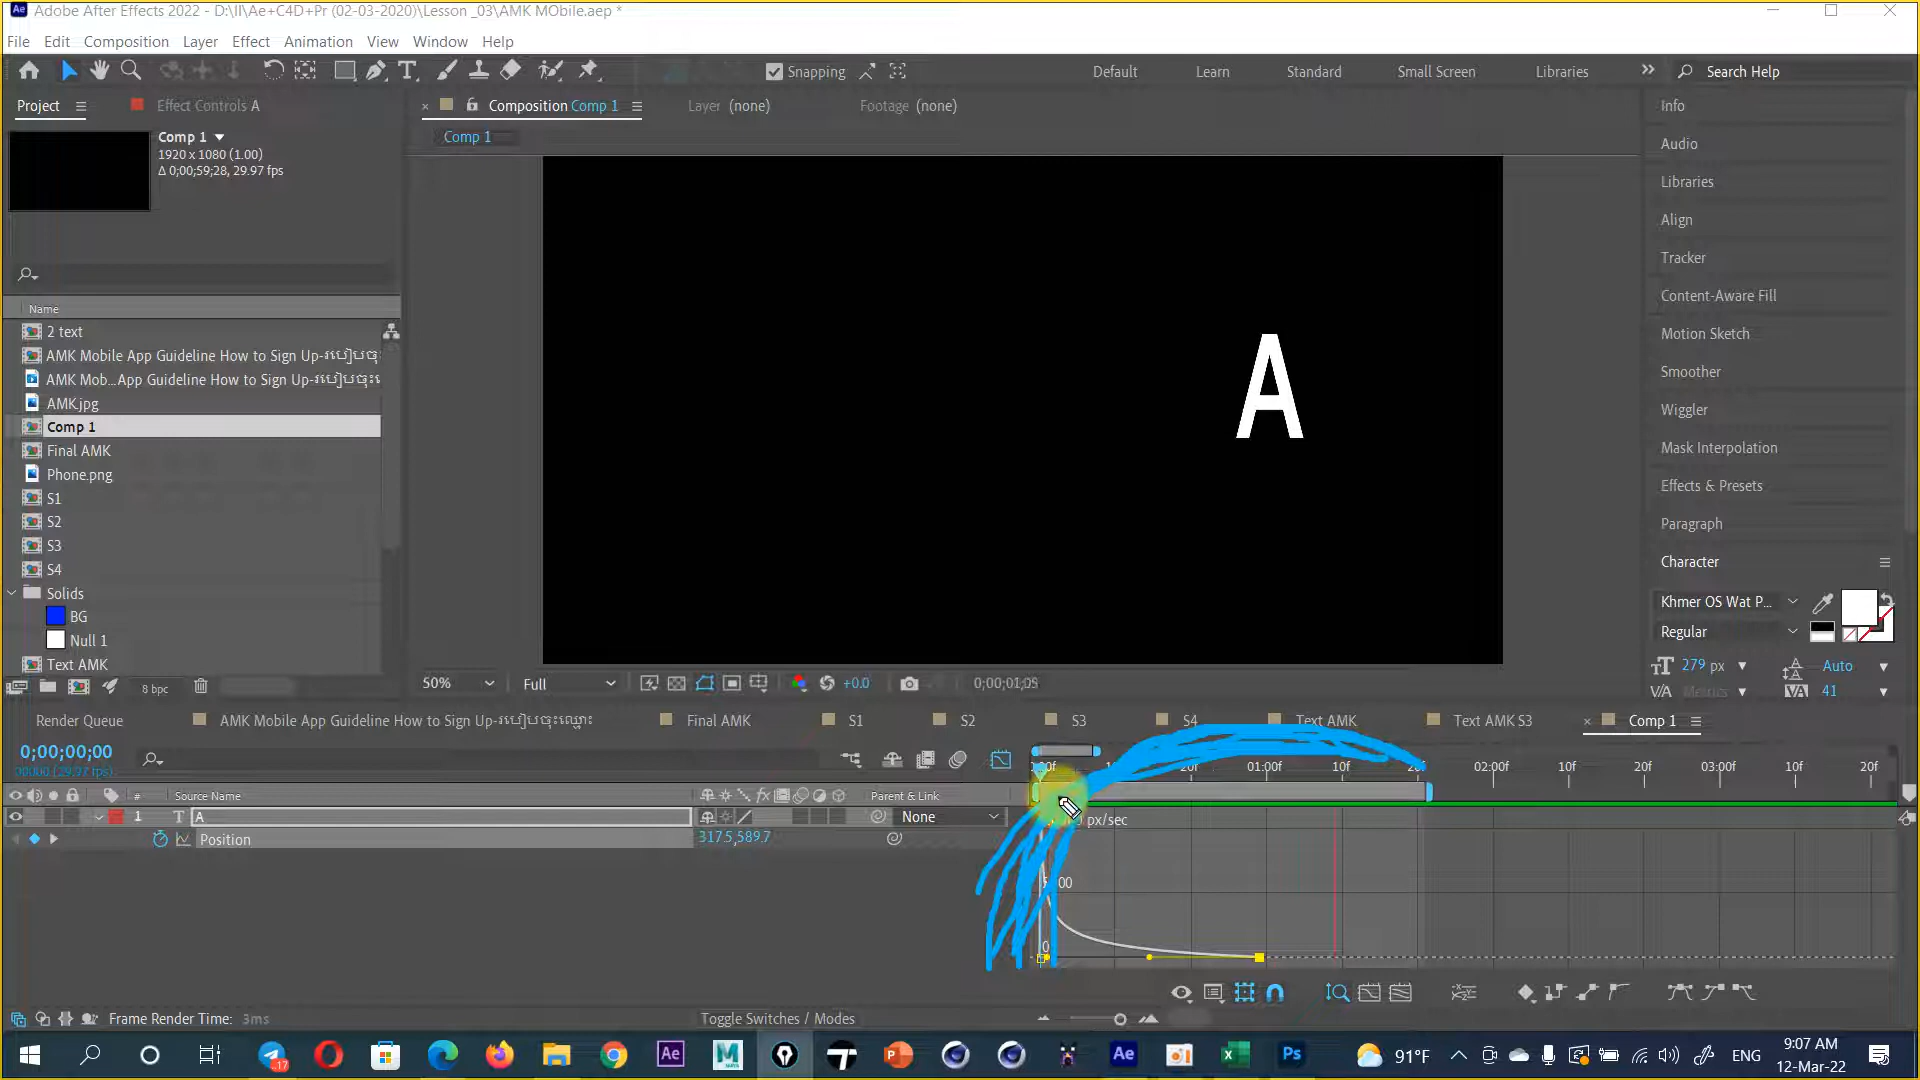 Adobe After Effects 2022 - D:\II\Ae+C4D+Pr (02-03-2020)\Lesson _03\AMK MObile.aep *
File Edit Composition Layer Effect Animation View Window Help
Snapping Default Learn Standard Small Screen Libraries Search Help
Project Effect Controls A Composition Comp 1 Layer (none) Footage (none)
Comp 1
Comp 1
1920 x 1080 (1.00)
Δ 0;00;59;28, 29.97 fps
A
Name
2 text
AMK Mobile App Guideline How to Sign Up-របៀបចុះ
AMK Mob...App Guideline How to Sign Up-របៀបចុះ
AMK.jpg
Comp 1
Final AMK
Phone.png
S1
S2
S3
S4
Solids
BG
Null 1
Text AMK
8 bpc
50% Full +0.0 0;00;01;05
Info
Audio
Libraries
Align
Tracker
Content-Aware Fill
Motion Sketch
Smoother
Wiggler
Mask Interpolation
Effects & Presets
Paragraph
Character
Khmer OS Wat P...
Regular
279 px Auto
Metrics 41
Render Queue AMK Mobile App Guideline How to Sign Up-របៀបចុះឈ្មោះ Final AMK S1 S2 S3 S4 Text AMK Text AMK S3 Comp 1
0;00;00;00
00000 (29.97 fps)
01:00f 10f 02:00f 10f 20f 03:00f 10f 20f
# Source Name Parent & Link
1 T A None
Position 317.5,589.7
px/sec
0
Frame Render Time: 3ms
Toggle Switches / Modes
17
91°F ENG
9:07 AM
12-Mar-22